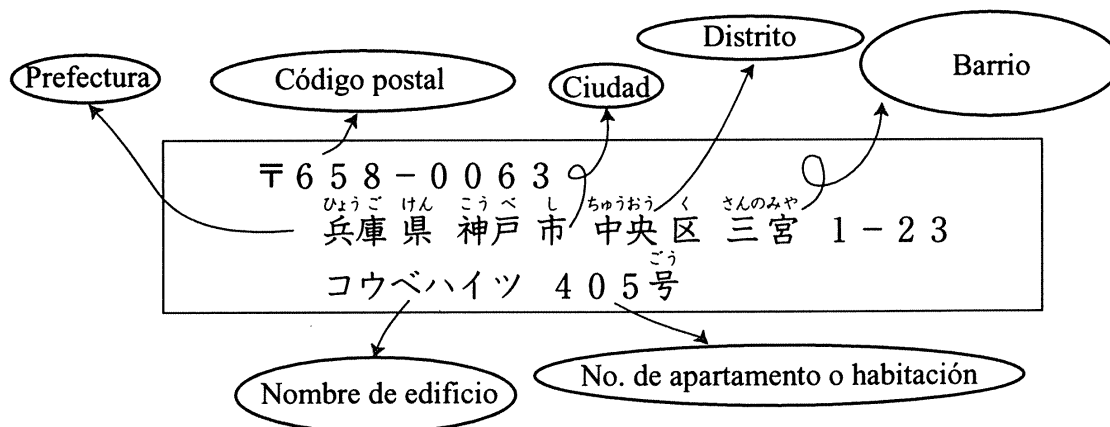 Distrito
Prefectura
Código postal
Ciudad
Barrio
〒658-0063
ひょうご けん こうべ し ちゅうおう く さんのみや
兵庫県 神戸市 中央区 三宮 1-23
ごう
コウベハイツ 405号
Nombre de edificio
No. de apartamento o habitación